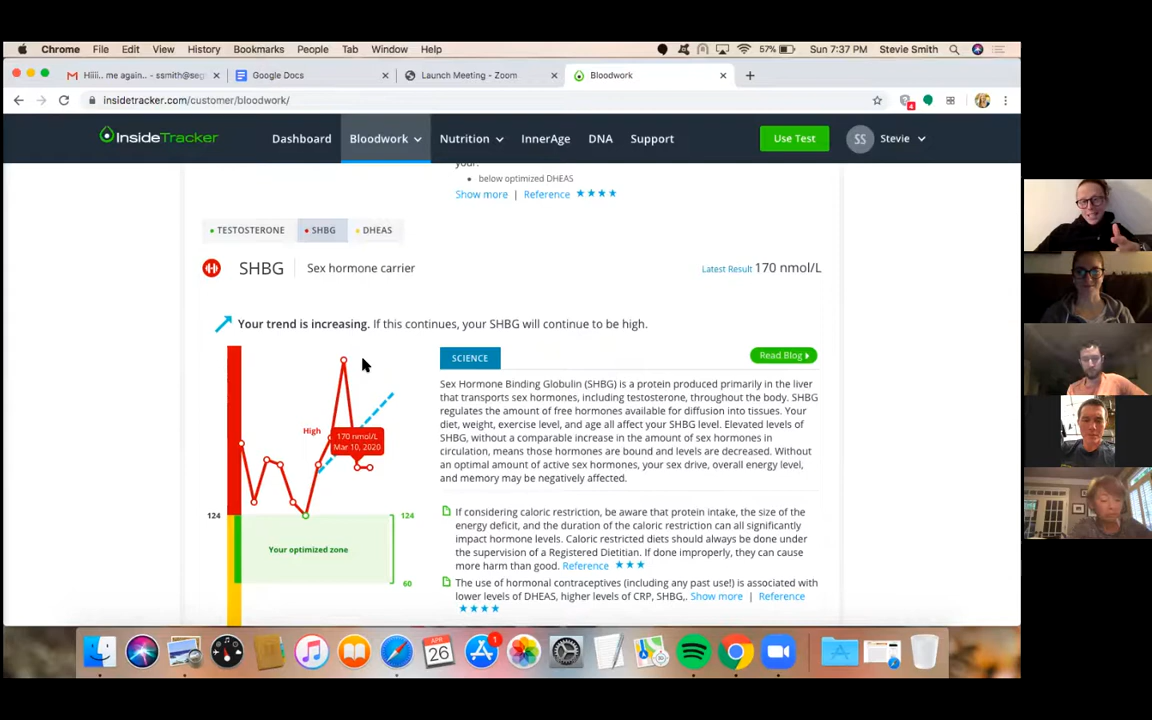 Chrome File Edit View History Bookmarks People Tab Window Help 57% Sun 7:37 PM Stevie Smith
Hiiii.. me again.. - ssmith@seg
Google Docs
Launch Meeting - Zoom
Bloodwork
insidetracker.com/customer/bloodwork/
4
InsideTracker Dashboard Bloodwork Nutrition InnerAge DNA Support Use Test SS Stevie
your:
below optimized DHEAS
Show more | Reference
TESTOSTERONE SHBG DHEAS
SHBG Sex hormone carrier Latest Result 170 nmol/L
Your trend is increasing. If this continues, your SHBG will continue to be high.
High
170 nmol/L
Mar 10, 2020
124 124
Your optimized zone
60
SCIENCE Read Blog
Sex Hormone Binding Globulin (SHBG) is a protein produced primarily in the liver
that transports sex hormones, including testosterone, throughout the body. SHBG
regulates the amount of free hormones available for diffusion into tissues. Your
diet, weight, exercise level, and age all affect your SHBG level. Elevated levels of
SHBG, without a comparable increase in the amount of sex hormones in
circulation, means those hormones are bound and levels are decreased. Without
an optimal amount of active sex hormones, your sex drive, overall energy level,
and memory may be negatively affected.
If considering caloric restriction, be aware that protein intake, the size of the
energy deficit, and the duration of the caloric restriction can all significantly
impact hormone levels. Caloric restricted diets should always be done under
the supervision of a Registered Dietitian. If done improperly, they can cause
more harm than good. Reference
The use of hormonal contraceptives (including any past use!) is associated with
lower levels of DHEAS, higher levels of CRP, SHBG,. Show more | Reference
APR
26
1